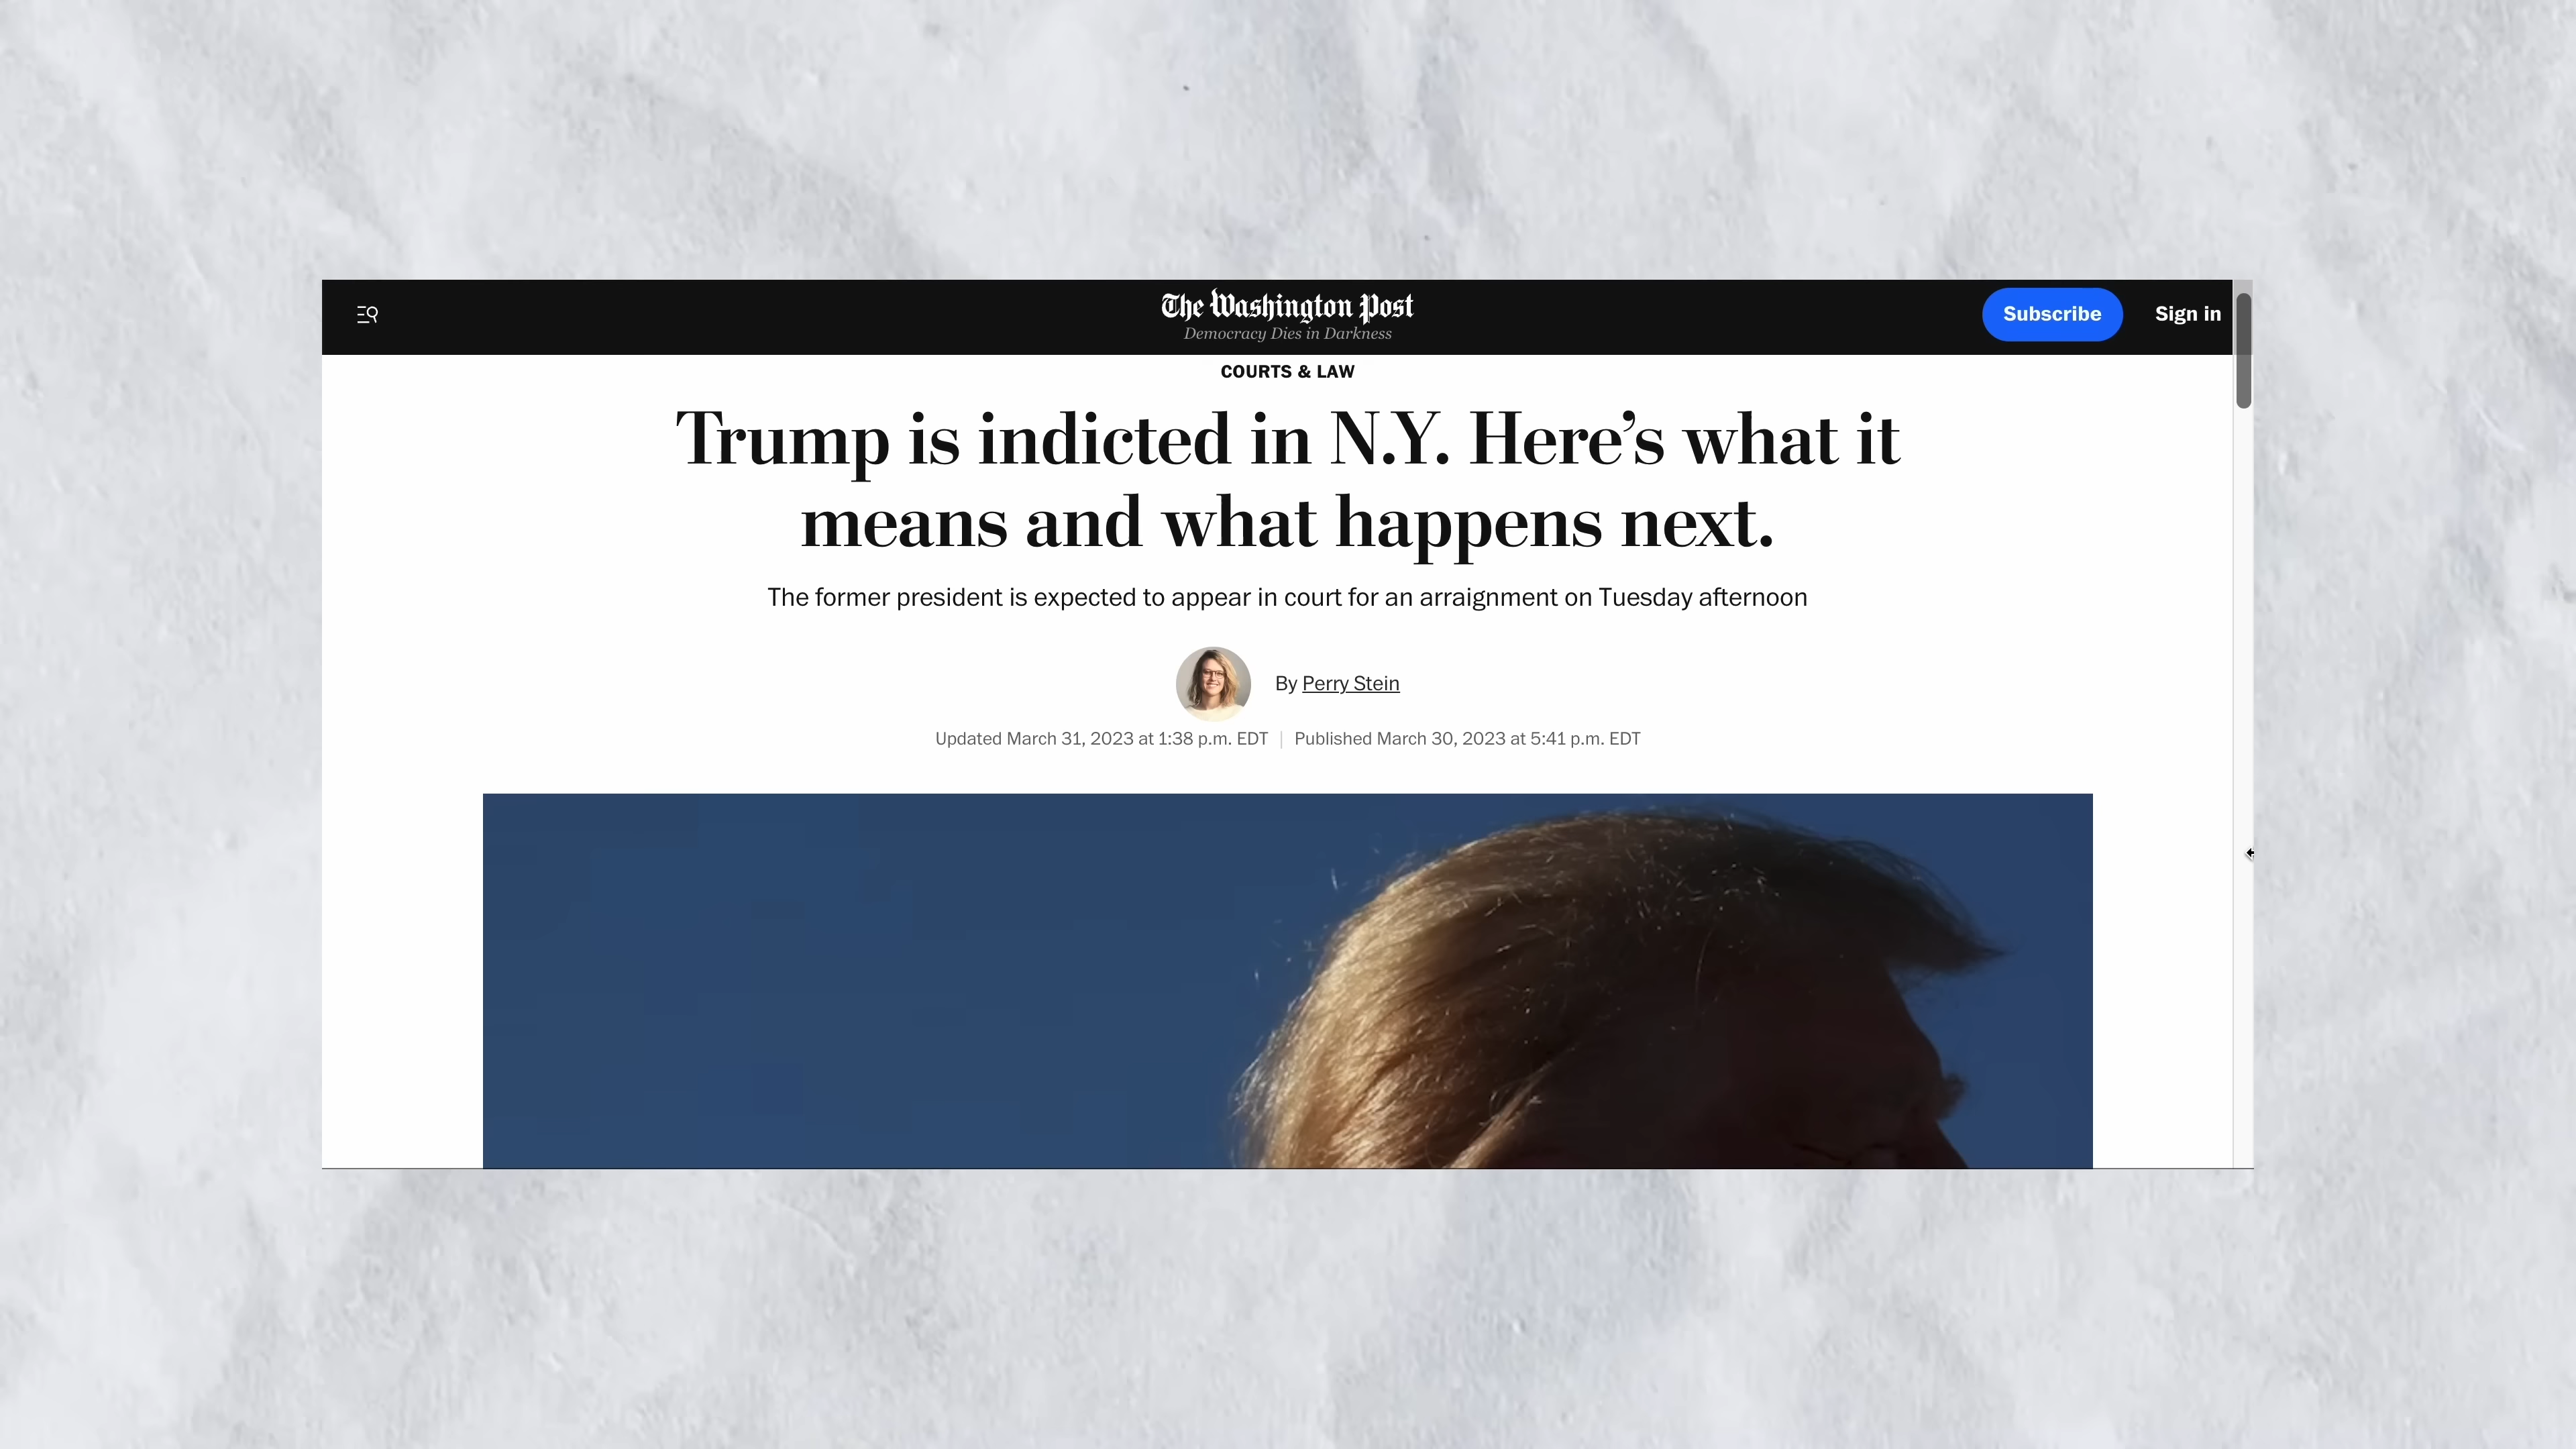 The Washington Post
Democracy Dies in Darkness
Subscribe
Sign in
COURTS & LAW
Trump is indicted in N.Y. Here’s what it
means and what happens next.
The former president is expected to appear in court for an arraignment on Tuesday afternoon
By Perry Stein
Updated March 31, 2023 at 1:38 p.m. EDT | Published March 30, 2023 at 5:41 p.m. EDT